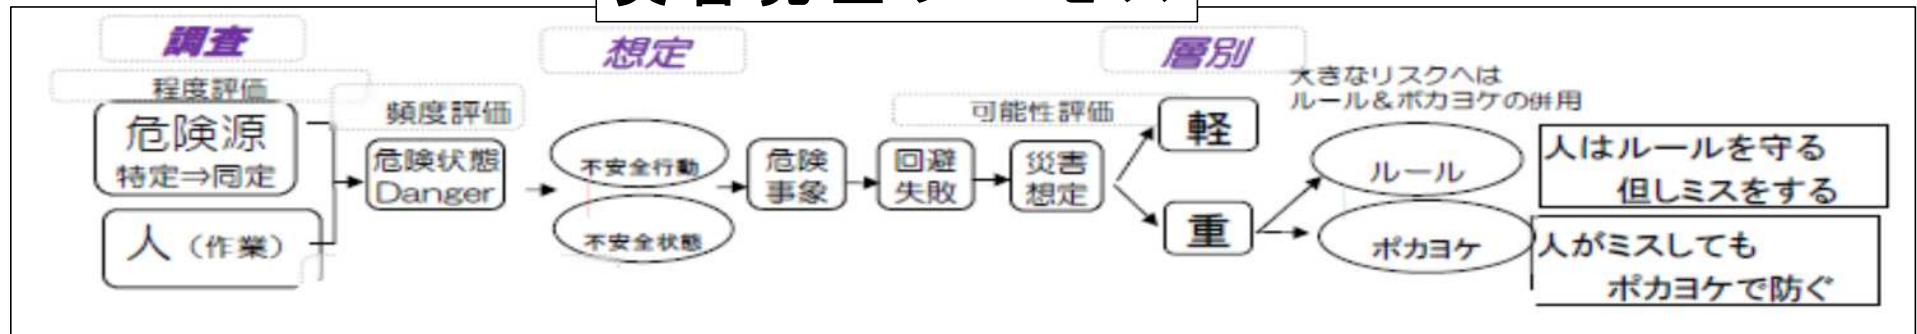 調査
程度評価
危険源
特定⇒同定
人（作業）
頻度評価
危険状態
Danger
想定
不安全行動
不安全状態
危険
事象
回避
失敗
可能性評価
災害
想定
層別
軽
重
大きなリスクへは
ルール＆ポカヨケの併用
ルール
ポカヨケ
人はルールを守る
但しミスをする
人がミスしても
ポカヨケで防ぐ